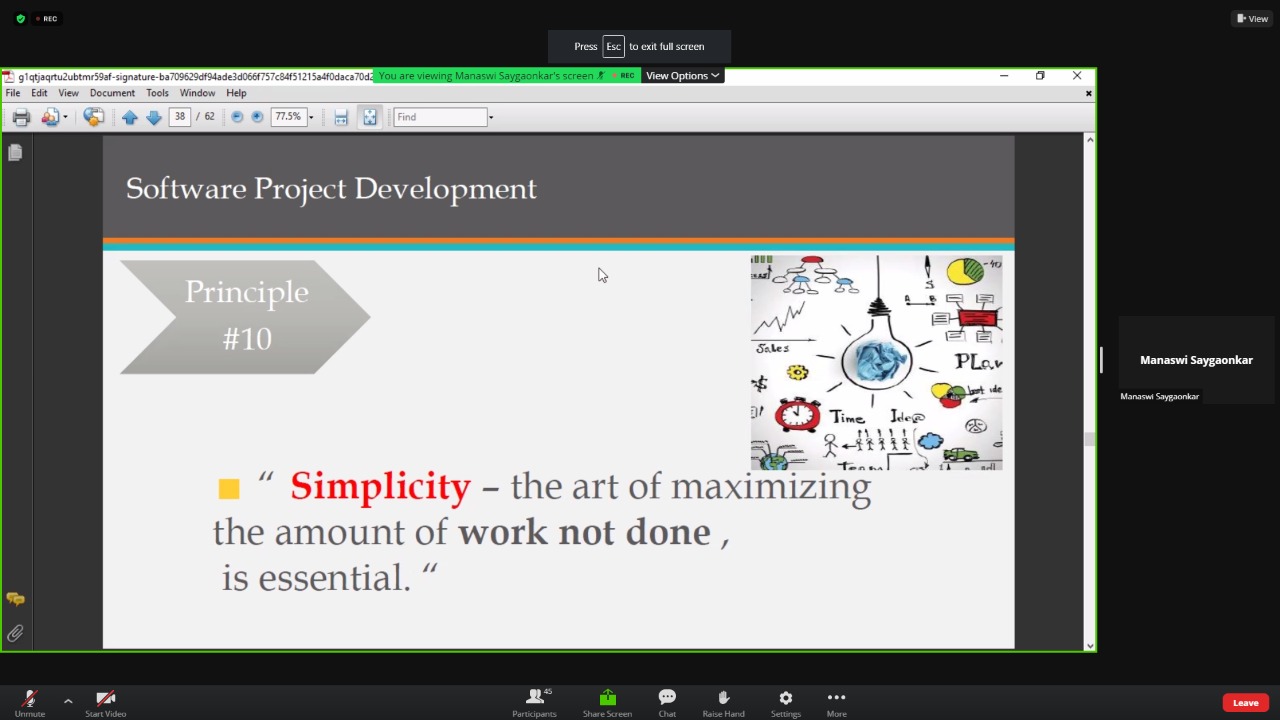 REC
View
Press Esc to exit full screen
g1qtjaqrtu2ubtmr59af-signature-ba709629df94ade3d066f757c84f51215a4f0daca70d2
You are viewing Manaswi Saygaonkar's screen
REC
View Options
File Edit View Document Tools Window Help
38 / 62
77.5%
Find
Software Project Development
Principle
#10
Sales
A B
S
PLan
Time
Ide@
“ Simplicity – the art of maximizing
the amount of work not done ,
is essential. “
Manaswi Saygaonkar
Manaswi Saygaonkar
Unmute
Start Video
Participants
45
Share Screen
Chat
Raise Hand
Settings
More
Leave